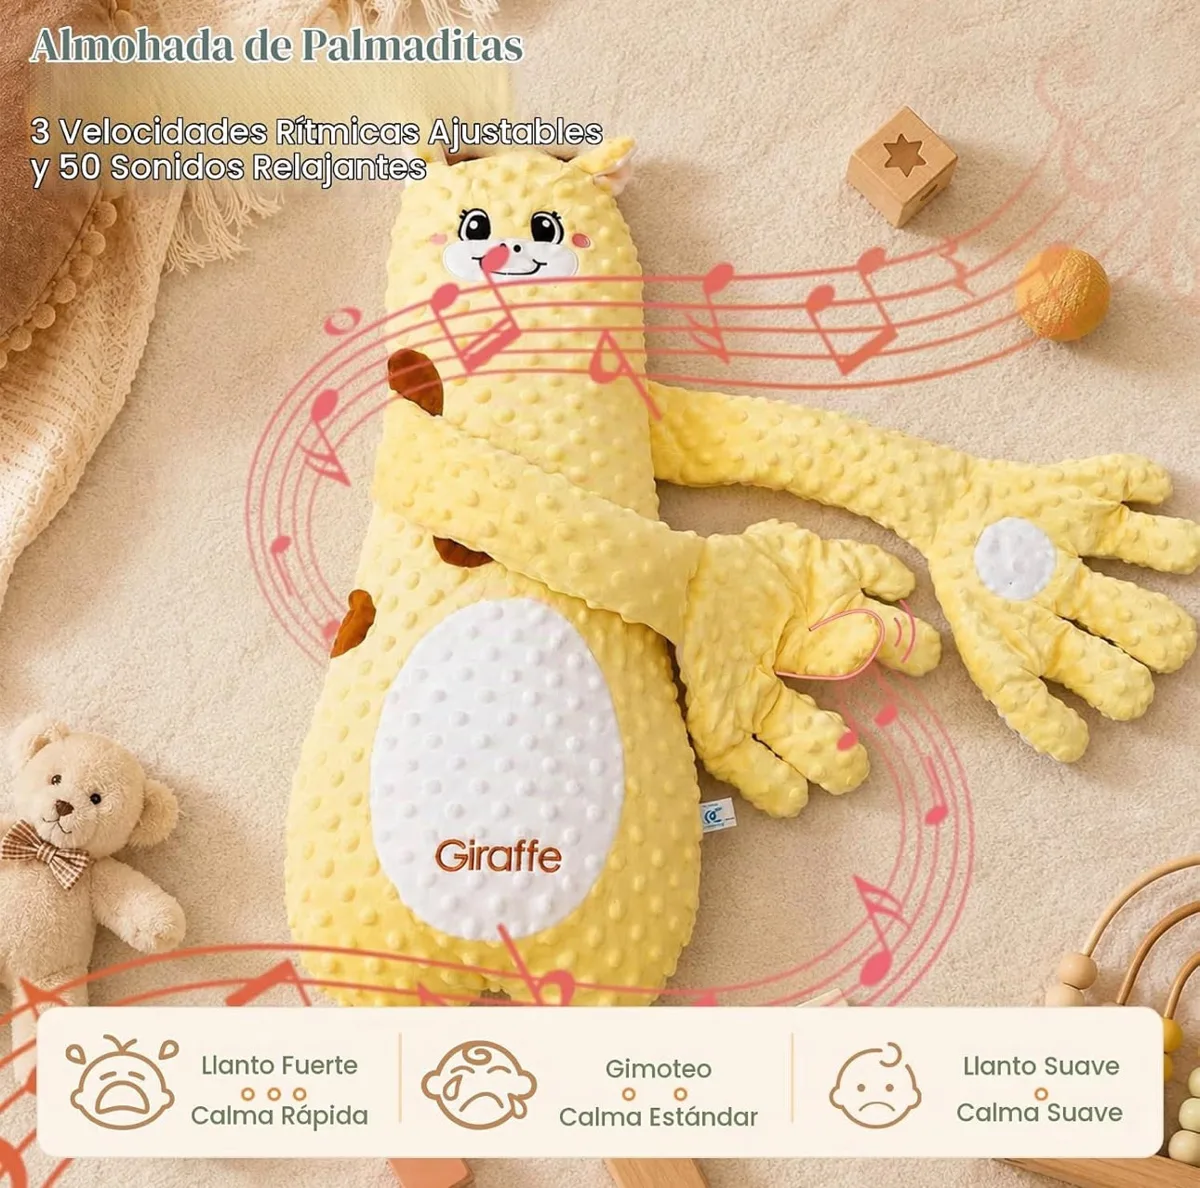 Almohada de Palmaditas
3 Velocidades Rítmicas Ajustables
y 50 Sonidos Relajantes
Giraffe
Llanto Fuerte
Calma Rápida
Gimoteo
Calma Estándar
Llanto Suave
Calma Suave